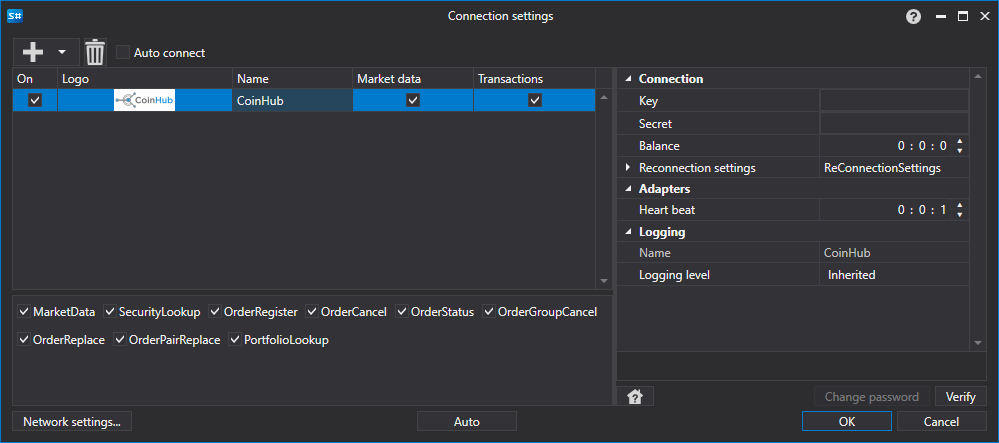 S# Connection settings ?
Auto connect
On Logo Name Market data Transactions
CoinHub CoinHub
MarketData SecurityLookup OrderRegister OrderCancel OrderStatus OrderGroupCancel
OrderReplace OrderPairReplace PortfolioLookup
Connection
Key
Secret
Balance 0 : 0 : 0
Reconnection settings ReConnectionSettings
Adapters
Heart beat 0 : 0 : 1
Logging
Name CoinHub
Logging level Inherited
Change password Verify
Network settings... Auto OK Cancel